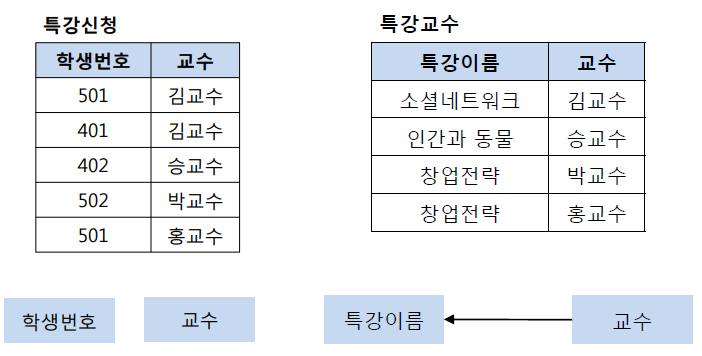 특강신청
학생번호 교수
501 김교수
401 김교수
402 승교수
502 박교수
501 홍교수
특강교수
특강이름 교수
소셜네트워크 김교수
인간과 동물 승교수
창업전략 박교수
창업전략 홍교수
학생번호 교수
특강이름 교수